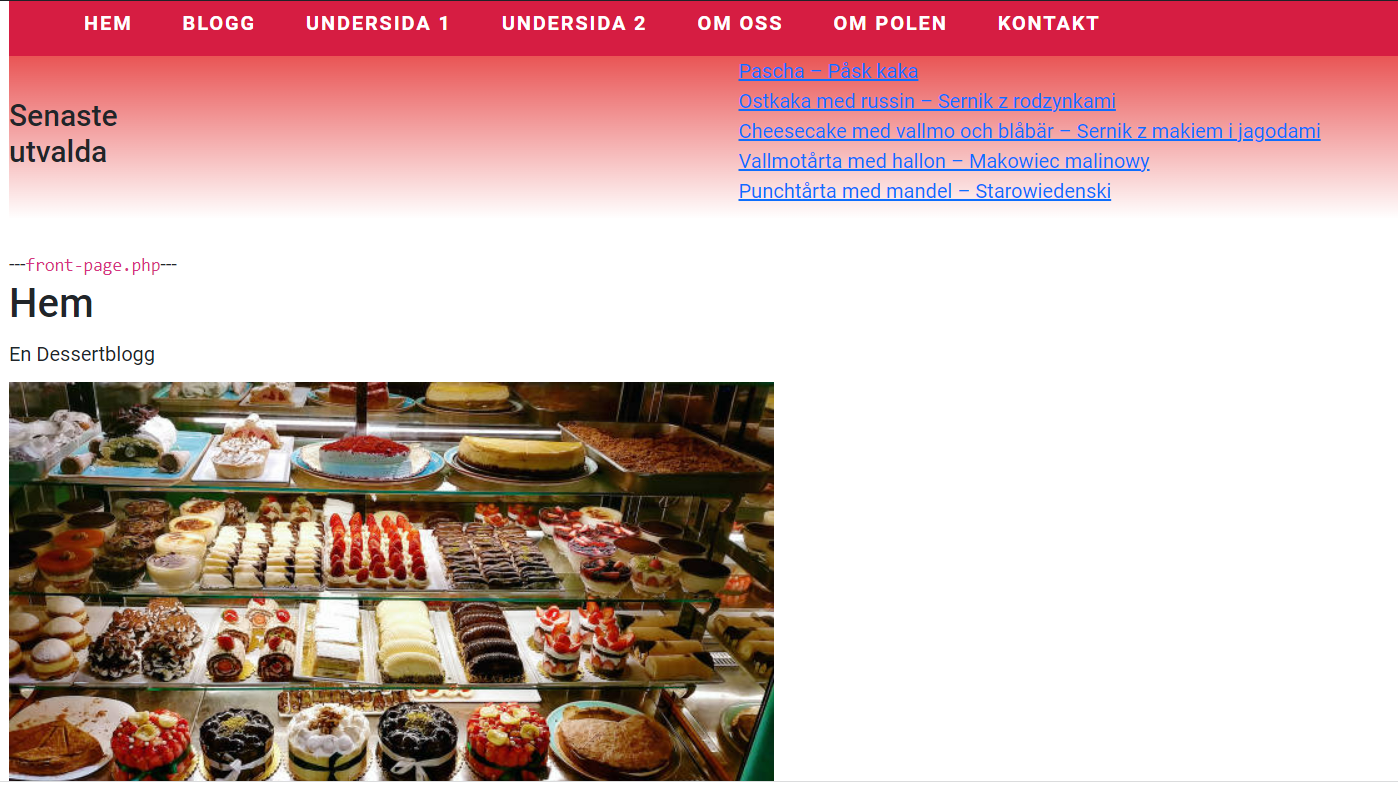 HEM BLOGG UNDERSIDA 1 UNDERSIDA 2 OM OSS OM POLEN KONTAKT
Senaste
utvalda
Pascha – Påsk kaka
Ostkaka med russin – Sernik z rodzynkami
Cheesecake med vallmo och blåbär – Sernik z makiem i jagodami
Vallmotårta med hallon – Makowiec malinowy
Punchtårta med mandel – Starowiedenski
---front-page.php---
Hem
En Dessertblogg